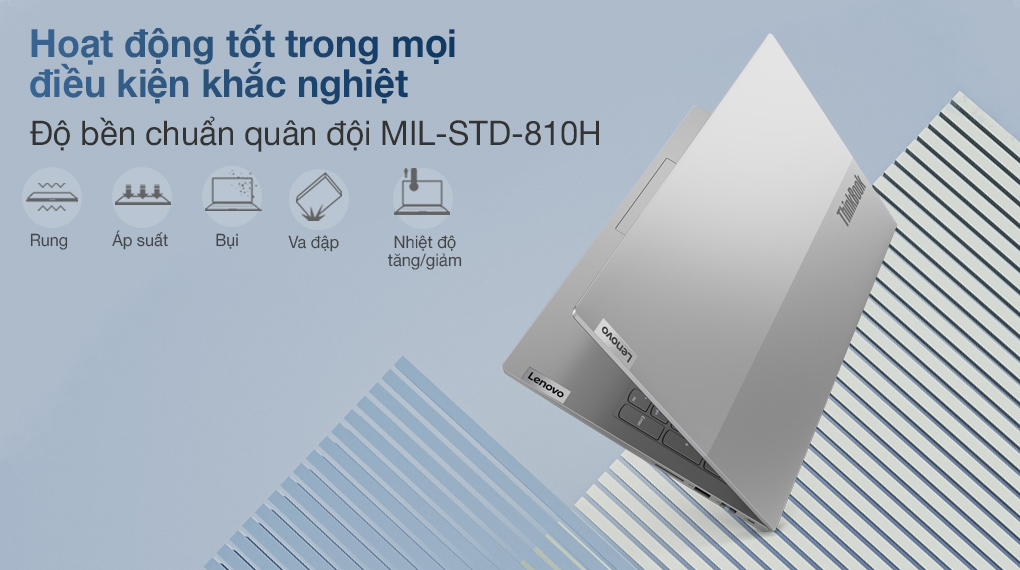 Hoạt động tốt trong mọi
điều kiện khắc nghiệt
Độ bền chuẩn quân đội MIL-STD-810H
Rung
Áp suất
Bụi
Va đập
Nhiệt độ
tăng/giảm
ThinkBook
Lenovo
Lenovo